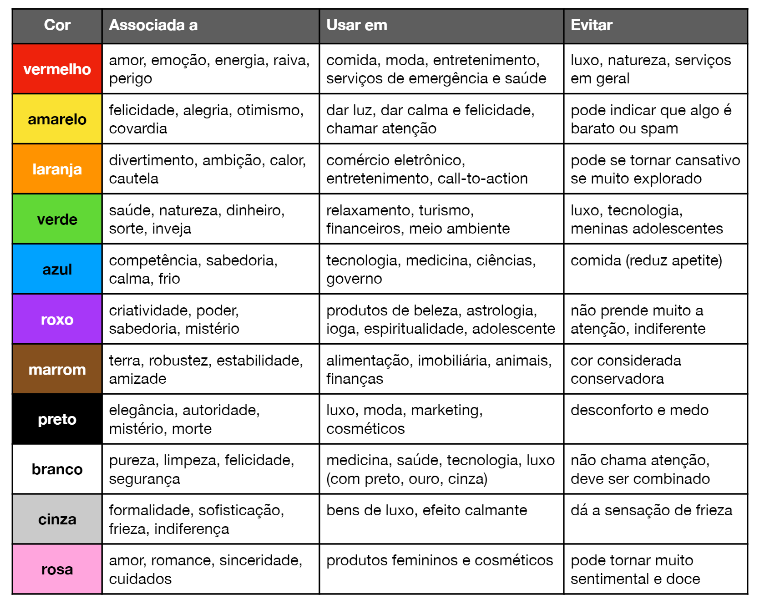 Cor Associada a Usar em Evitar
vermelho
amor, emoção, energia, raiva,
perigo
comida, moda, entretenimento,
serviços de emergência e saúde
luxo, natureza, serviços
em geral
amarelo
felicidade, alegria, otimismo,
covardia
dar luz, dar calma e felicidade,
chamar atenção
pode indicar que algo é
barato ou spam
laranja
divertimento, ambição, calor,
cautela
comércio eletrônico,
entretenimento, call-to-action
pode se tornar cansativo
se muito explorado
verde
saúde, natureza, dinheiro,
sorte, inveja
relaxamento, turismo,
financeiros, meio ambiente
luxo, tecnologia,
meninas adolescentes
azul
competência, sabedoria,
calma, frio
tecnologia, medicina, ciências,
governo
comida (reduz apetite)
roxo
criatividade, poder,
sabedoria, mistério
produtos de beleza, astrologia,
ioga, espiritualidade, adolescente
não prende muito a
atenção, indiferente
marrom
terra, robustez, estabilidade,
amizade
alimentação, imobiliária, animais,
finanças
cor considerada
conservadora
preto
elegância, autoridade,
mistério, morte
luxo, moda, marketing,
cosméticos
desconforto e medo
branco
pureza, limpeza, felicidade,
segurança
medicina, saúde, tecnologia, luxo
(com preto, ouro, cinza)
não chama atenção,
deve ser combinado
cinza
formalidade, sofisticação,
frieza, indiferença
bens de luxo, efeito calmante
dá a sensação de frieza
rosa
amor, romance, sinceridade,
cuidados
produtos femininos e cosméticos
pode tornar muito
sentimental e doce